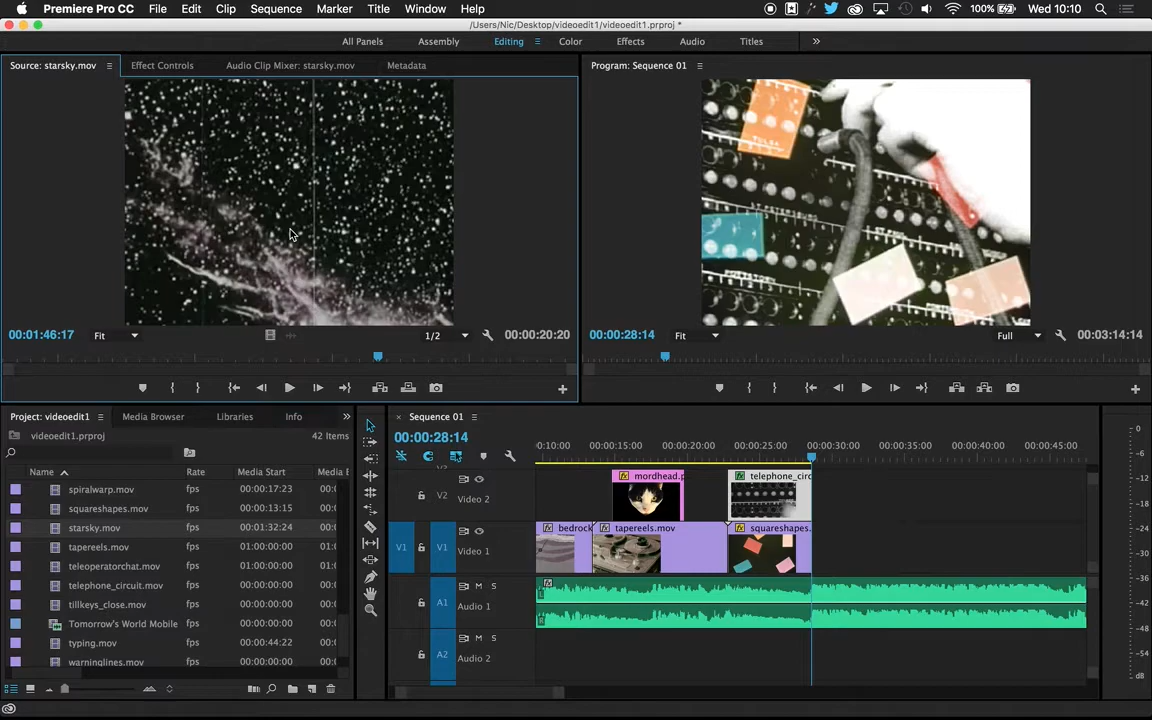 Premiere Pro CC File Edit Clip Sequence Marker Title Window Help 100% Wed 10:10
/Users/Nic/Desktop/videoedit1/videoedit1.prproj *
All Panels Assembly Editing Color Effects Audio Titles
Source: starsky.mov Effect Controls Audio Clip Mixer: starsky.mov Metadata
Program: Sequence 01
TULSA
ST PETERSBURG
00:01:46:17 Fit 1/2 00:00:20:20
00:00:28:14 Fit Full 00:03:14:14
Project: videoedit1 Media Browser Libraries Info
videoedit1.prproj 42 Items
Name Rate Media Start Media E
spiralwarp.mov fps 00:00:17:23 00:0
squareshapes.mov fps 00:00:13:15 00:0
starsky.mov fps 00:01:32:24 00:0
tapereels.mov fps 01:00:00:00 01:0
teleoperatorchat.mov fps 01:00:00:00 01:0
telephone_circuit.mov fps 00:00:00:00 00:0
tillkeys_close.mov fps 00:00:00:00 00:0
Tomorrow's World Mobile fps 00:00:00:00 00:0
typing.mov fps 00:00:44:22 00:0
warninglines.mov fps 00:00:00:00 00:0
× Sequence 01
00:00:28:14
0:10:00 00:00:15:00 00:00:20:00 00:00:25:00 00:00:30:00 00:00:35:00 00:00:40:00 00:00:45:00
V2 Video 2
fx mordhead.p fx telephone_circ
V1 V1 Video 1
fx bedrock fx tapereels.mov fx squareshapes.
A1 M S Audio 1
fx L R
A2 M S Audio 2
0
-6
-12
-18
-24
-30
-36
-42
-48
-54
dB